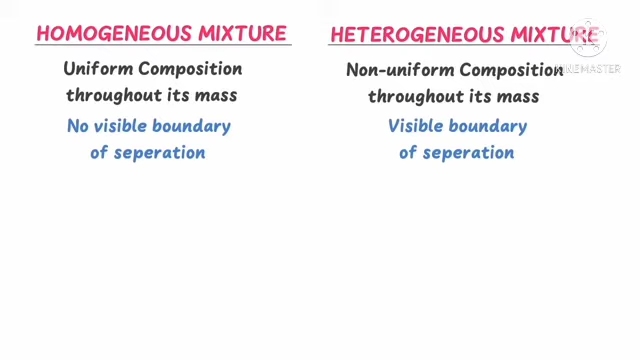 HOMOGENEOUS MIXTURE
Uniform Composition
throughout its mass
No visible boundary
of seperation
HETEROGENEOUS MIXTURE
Non-uniform Composition
throughout its mass
Visible boundary
of seperation
KINEMASTER